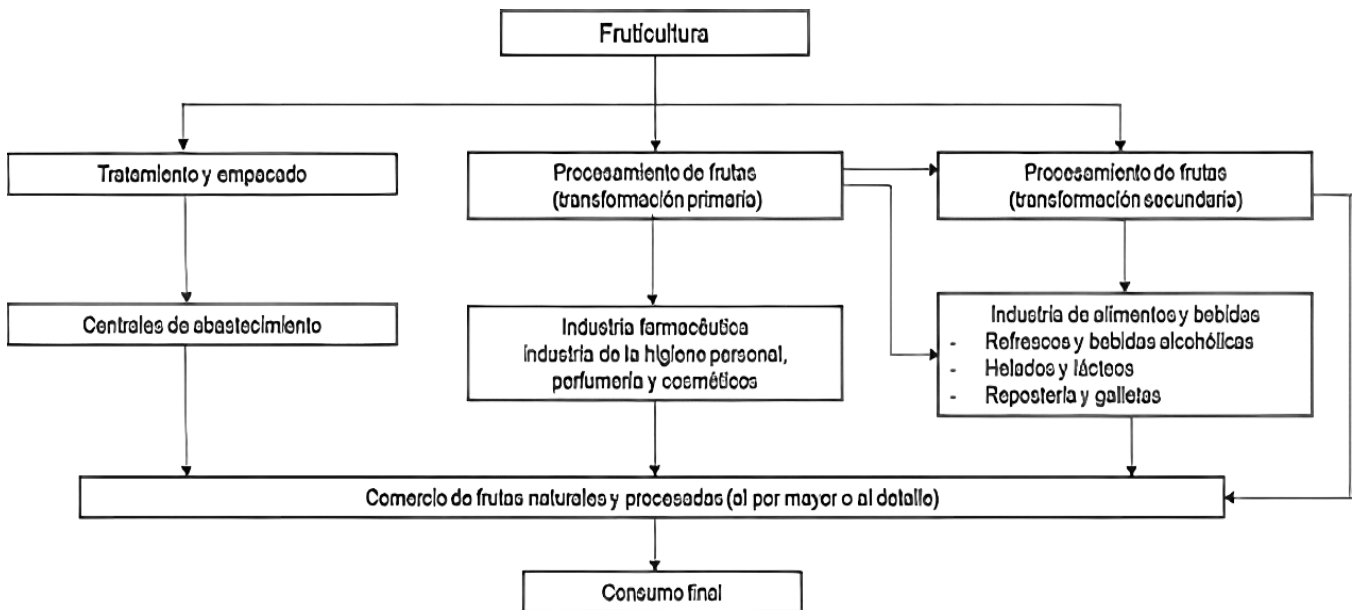 Fruticultura
Tratamiento y empacado
Procesamiento de frutas
(transformación primaria)
Procesamiento de frutas
(transformación secundaria)
Centrales de abastecimiento
Industria farmacêutica
industria de la higiene personal,
perfumería y cosméticos
Industria de alimentos y bebidas
- Refrescos y bebidas alcohólicas
- Helados y lácteos
- Repostería y galletas
Comercio de frutas naturales y procesadas (al por mayor o al detalle)
Consumo final